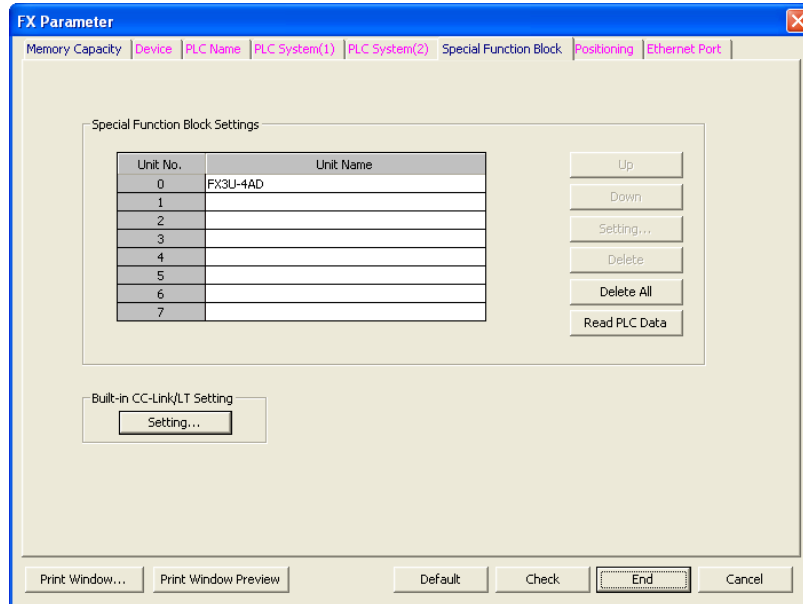 FX Parameter
Memory Capacity Device PLC Name PLC System(1) PLC System(2) Special Function Block Positioning Ethernet Port
Special Function Block Settings
Unit No. Unit Name
0 FX3U-4AD
1
2
3
4
5
6
7
Up
Down
Setting...
Delete
Delete All
Read PLC Data
Built-in CC-Link/LT Setting
Setting...
Print Window... Print Window Preview Default Check End Cancel